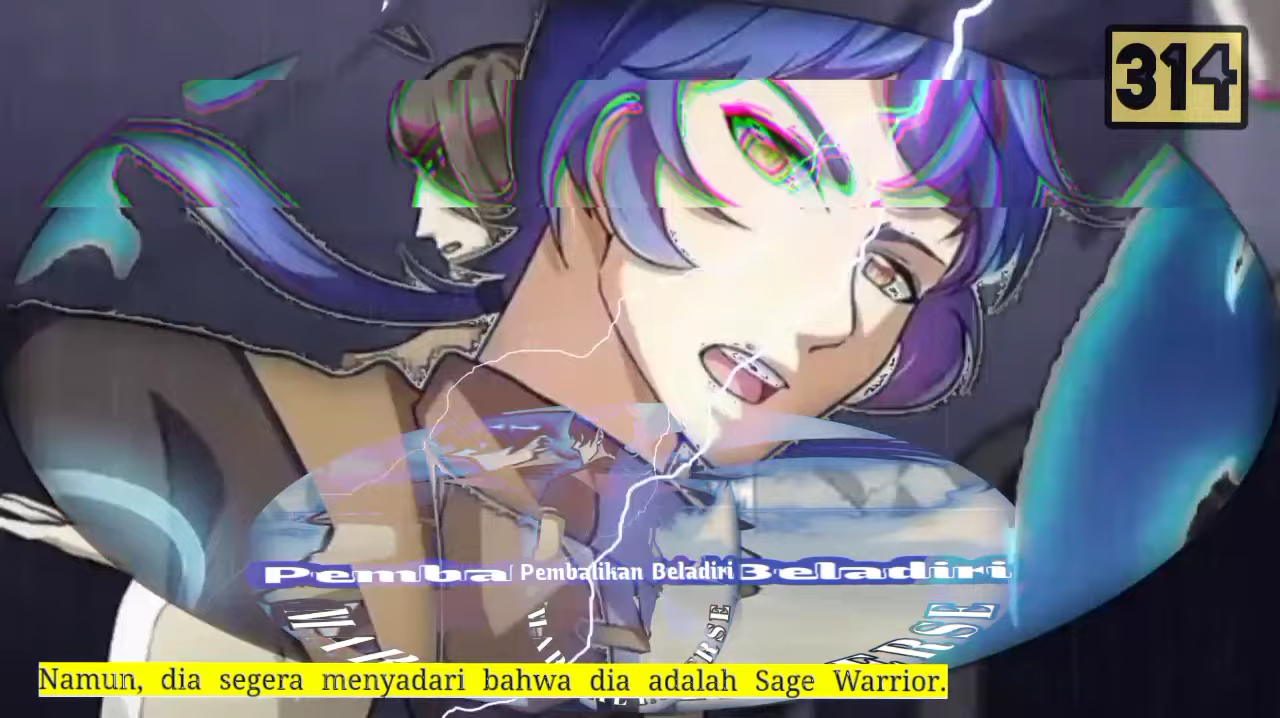 314
Pemba Pembalikan Beladiri Beladiri
Namun, dia segera menyadari bahwa dia adalah Sage Warrior.